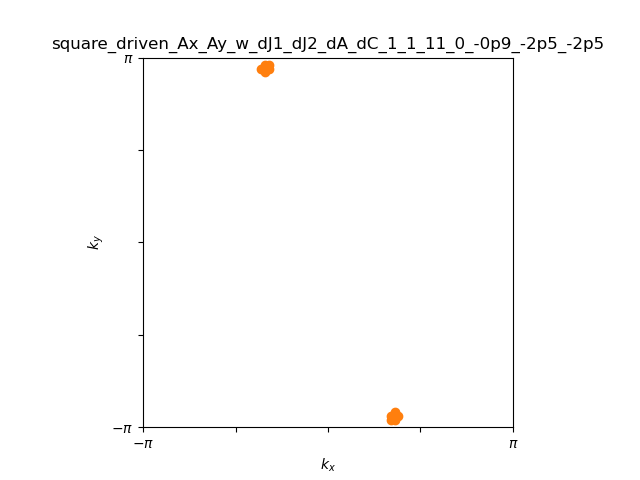 square_driven_Ax_Ay_w_dJ1_dJ2_dA_dC_1_1_11_0_-0p9_-2p5_-2p5
π
k_y
−π
−π
π
k_x